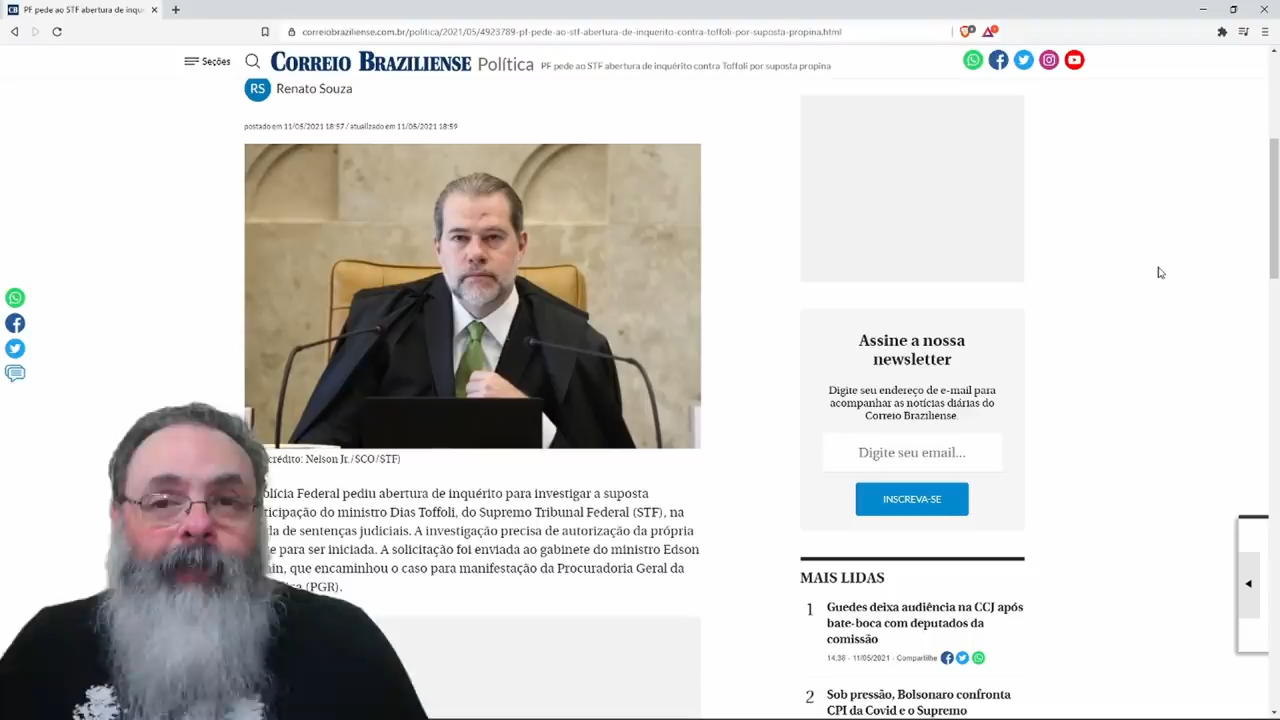 PF pede ao STF abertura de inqu
correiobraziliense.com.br/politica/2021/05/4923789-pf-pede-ao-stf-abertura-de-inquerito-contra-toffoli-por-suposta-propina.html
Seções
CORREIO BRAZILIENSE Política PF pede ao STF abertura de inquérito contra Toffoli por suposta propina
RS Renato Souza
postado em 11/05/2021 18:57 / atualizado em 11/05/2021 18:59
crédito: Nelson Jr./SCO/STF)
olícia Federal pediu abertura de inquérito para investigar a suposta
ticipação do ministro Dias Toffoli, do Supremo Tribunal Federal (STF), na
da de sentenças judiciais. A investigação precisa de autorização da própria
e para ser iniciada. A solicitação foi enviada ao gabinete do ministro Edson
in, que encaminhou o caso para manifestação da Procuradoria Geral da
(PGR).
Assine a nossa
newsletter
Digite seu endereço de e-mail para
acompanhar as notícias diárias do
Correio Braziliense.
Digite seu email...
INSCREVA-SE
MAIS LIDAS
1 Guedes deixa audiência na CCJ após
bate-boca com deputados da
comissão
14:38 - 11/05/2021 - Compartilhe
2 Sob pressão, Bolsonaro confronta
CPI da Covid e o Supremo